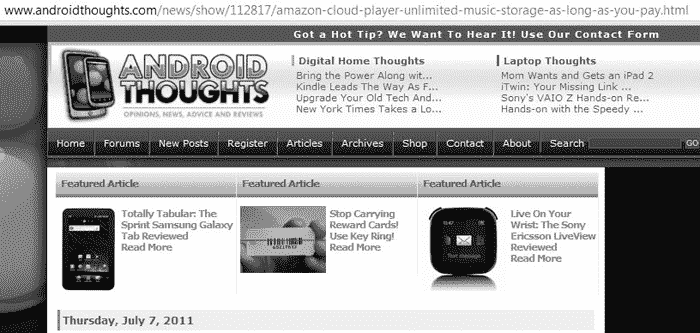 www.androidthoughts.com/news/show/112817/amazon-cloud-player-unlimited-music-storage-as-long-as-you-pay.html
Got a Hot Tip? We Want To Hear It! Use Our Contact Form
ANDROID
THOUGHTS
OPINIONS, NEWS, ADVICE AND REVIEWS
Digital Home Thoughts
Bring the Power Along wit...
Kindle Leads The Way As F...
Upgrade Your Old Tech And...
New York Times Takes a Lo...
Laptop Thoughts
Mom Wants and Gets an iPad 2
iTwin: Your Missing Link ...
Sony's VAIO Z Hands-on Re...
Hands-on with the Speedy ...
Home Forums New Posts Register Articles Archives Shop Contact About Search GO
Featured Article
Totally Tabular: The
Sprint Samsung Galaxy
Tab Reviewed
Read More
Featured Article
Stop Carrying
Reward Cards!
Use Key Ring!
Read More
Featured Article
Live On Your
Wrist: The Sony
Ericsson LiveView
Reviewed
Read More
Thursday, July 7, 2011